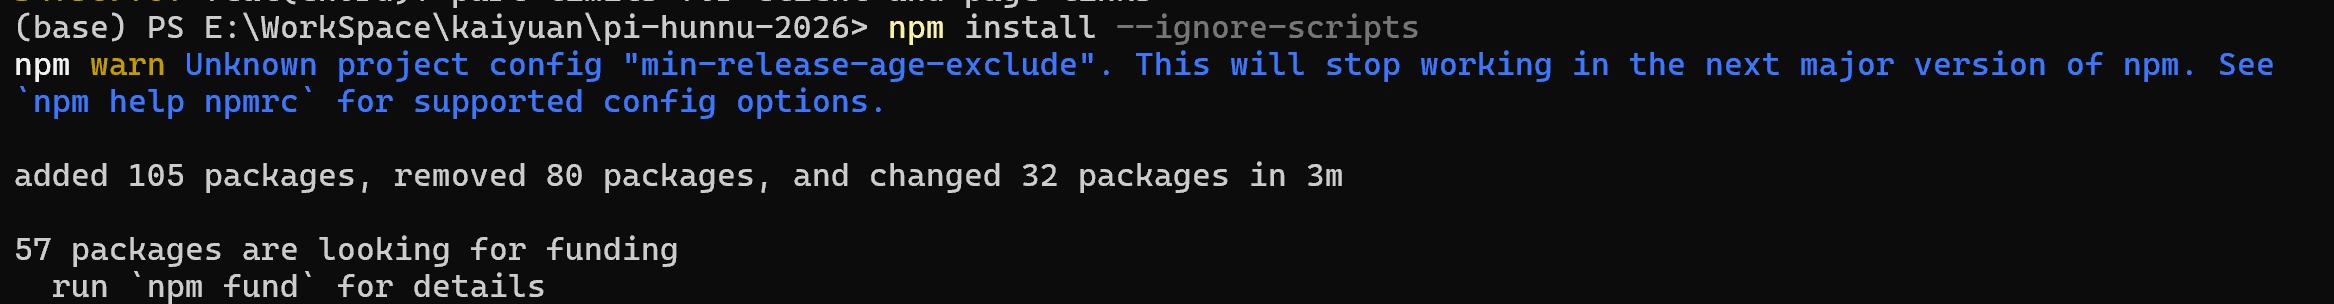 (base) PS E:\WorkSpace\kaiyuan\pi-hunnu-2026> npm install --ignore-scripts
npm warn Unknown project config "min-release-age-exclude". This will stop working in the next major version of npm. See
`npm help npmrc` for supported config options.
added 105 packages, removed 80 packages, and changed 32 packages in 3m
57 packages are looking for funding
  run `npm fund` for details